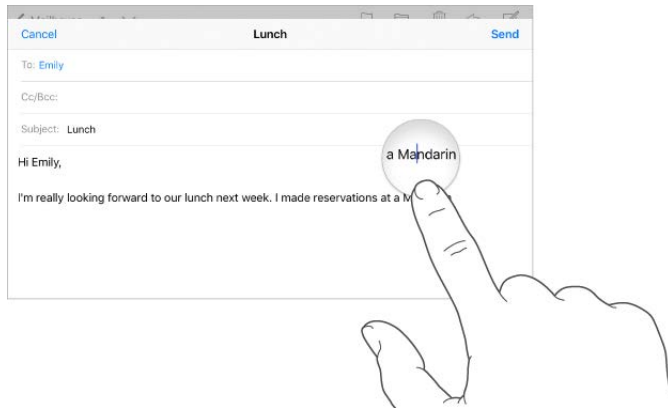 Cancel Lunch Send
To: Emily
Cc/Bcc:
Subject: Lunch
a Mandarin
Hi Emily,
I'm really looking forward to our lunch next week. I made reservations at a M